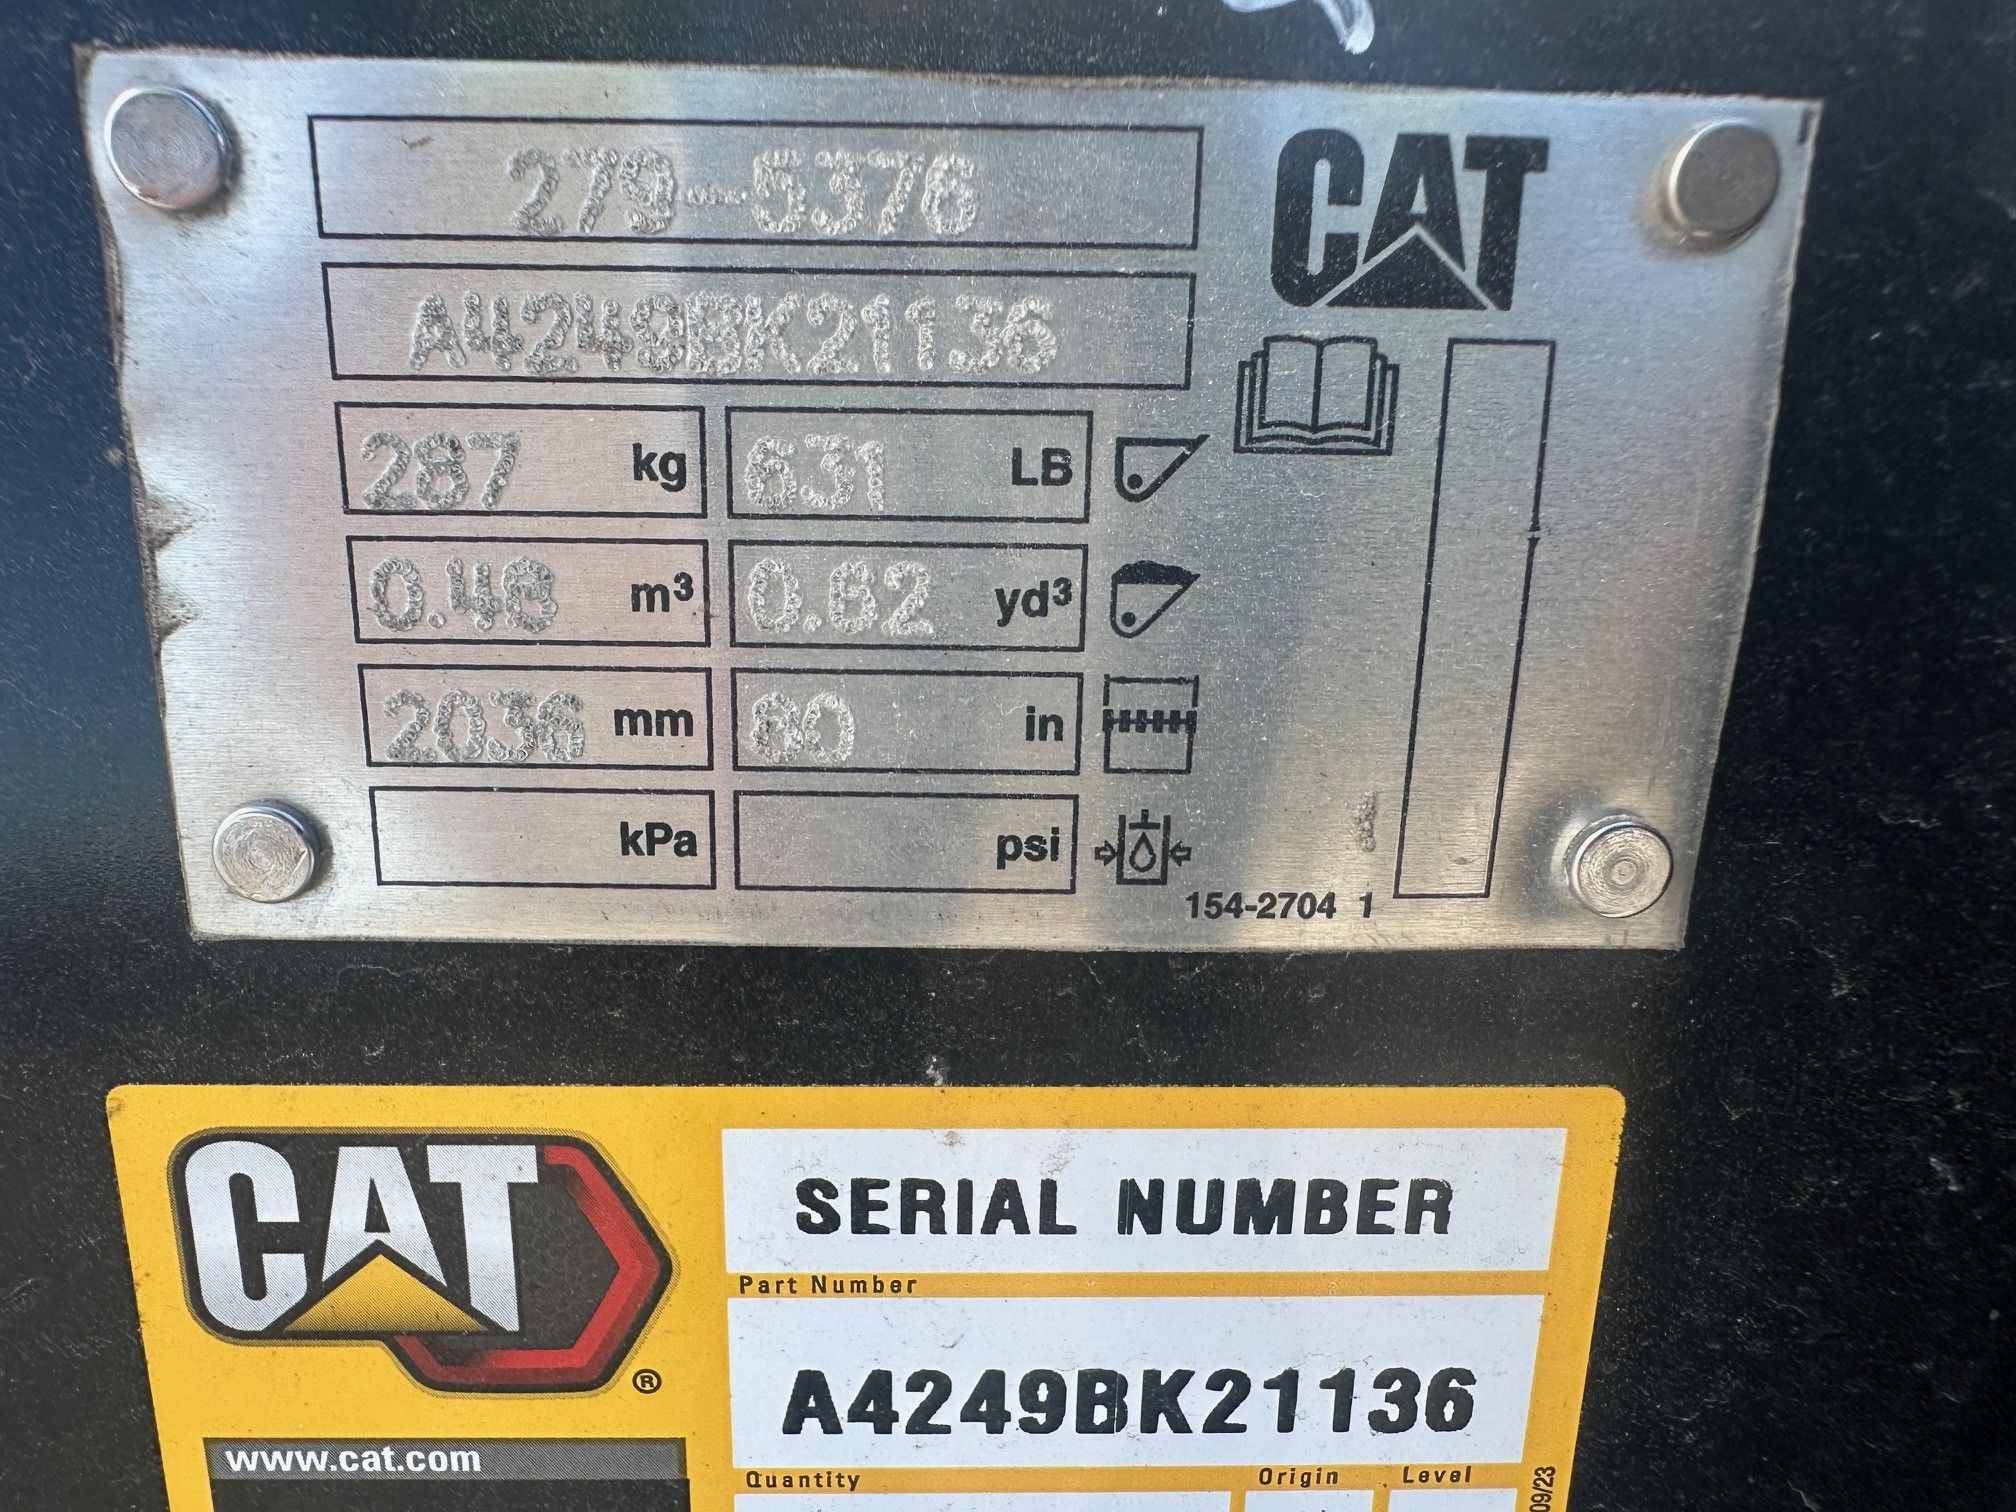 279-5376
CAT
A4249BK21136
287 kg 631 LB
0.48 m³ 0.62 yd³
2036 mm 80 in
kPa psi
154-2704 1
CAT®
SERIAL NUMBER
Part Number
A4249BK21136
www.cat.com
Quantity Origin Level
09/23